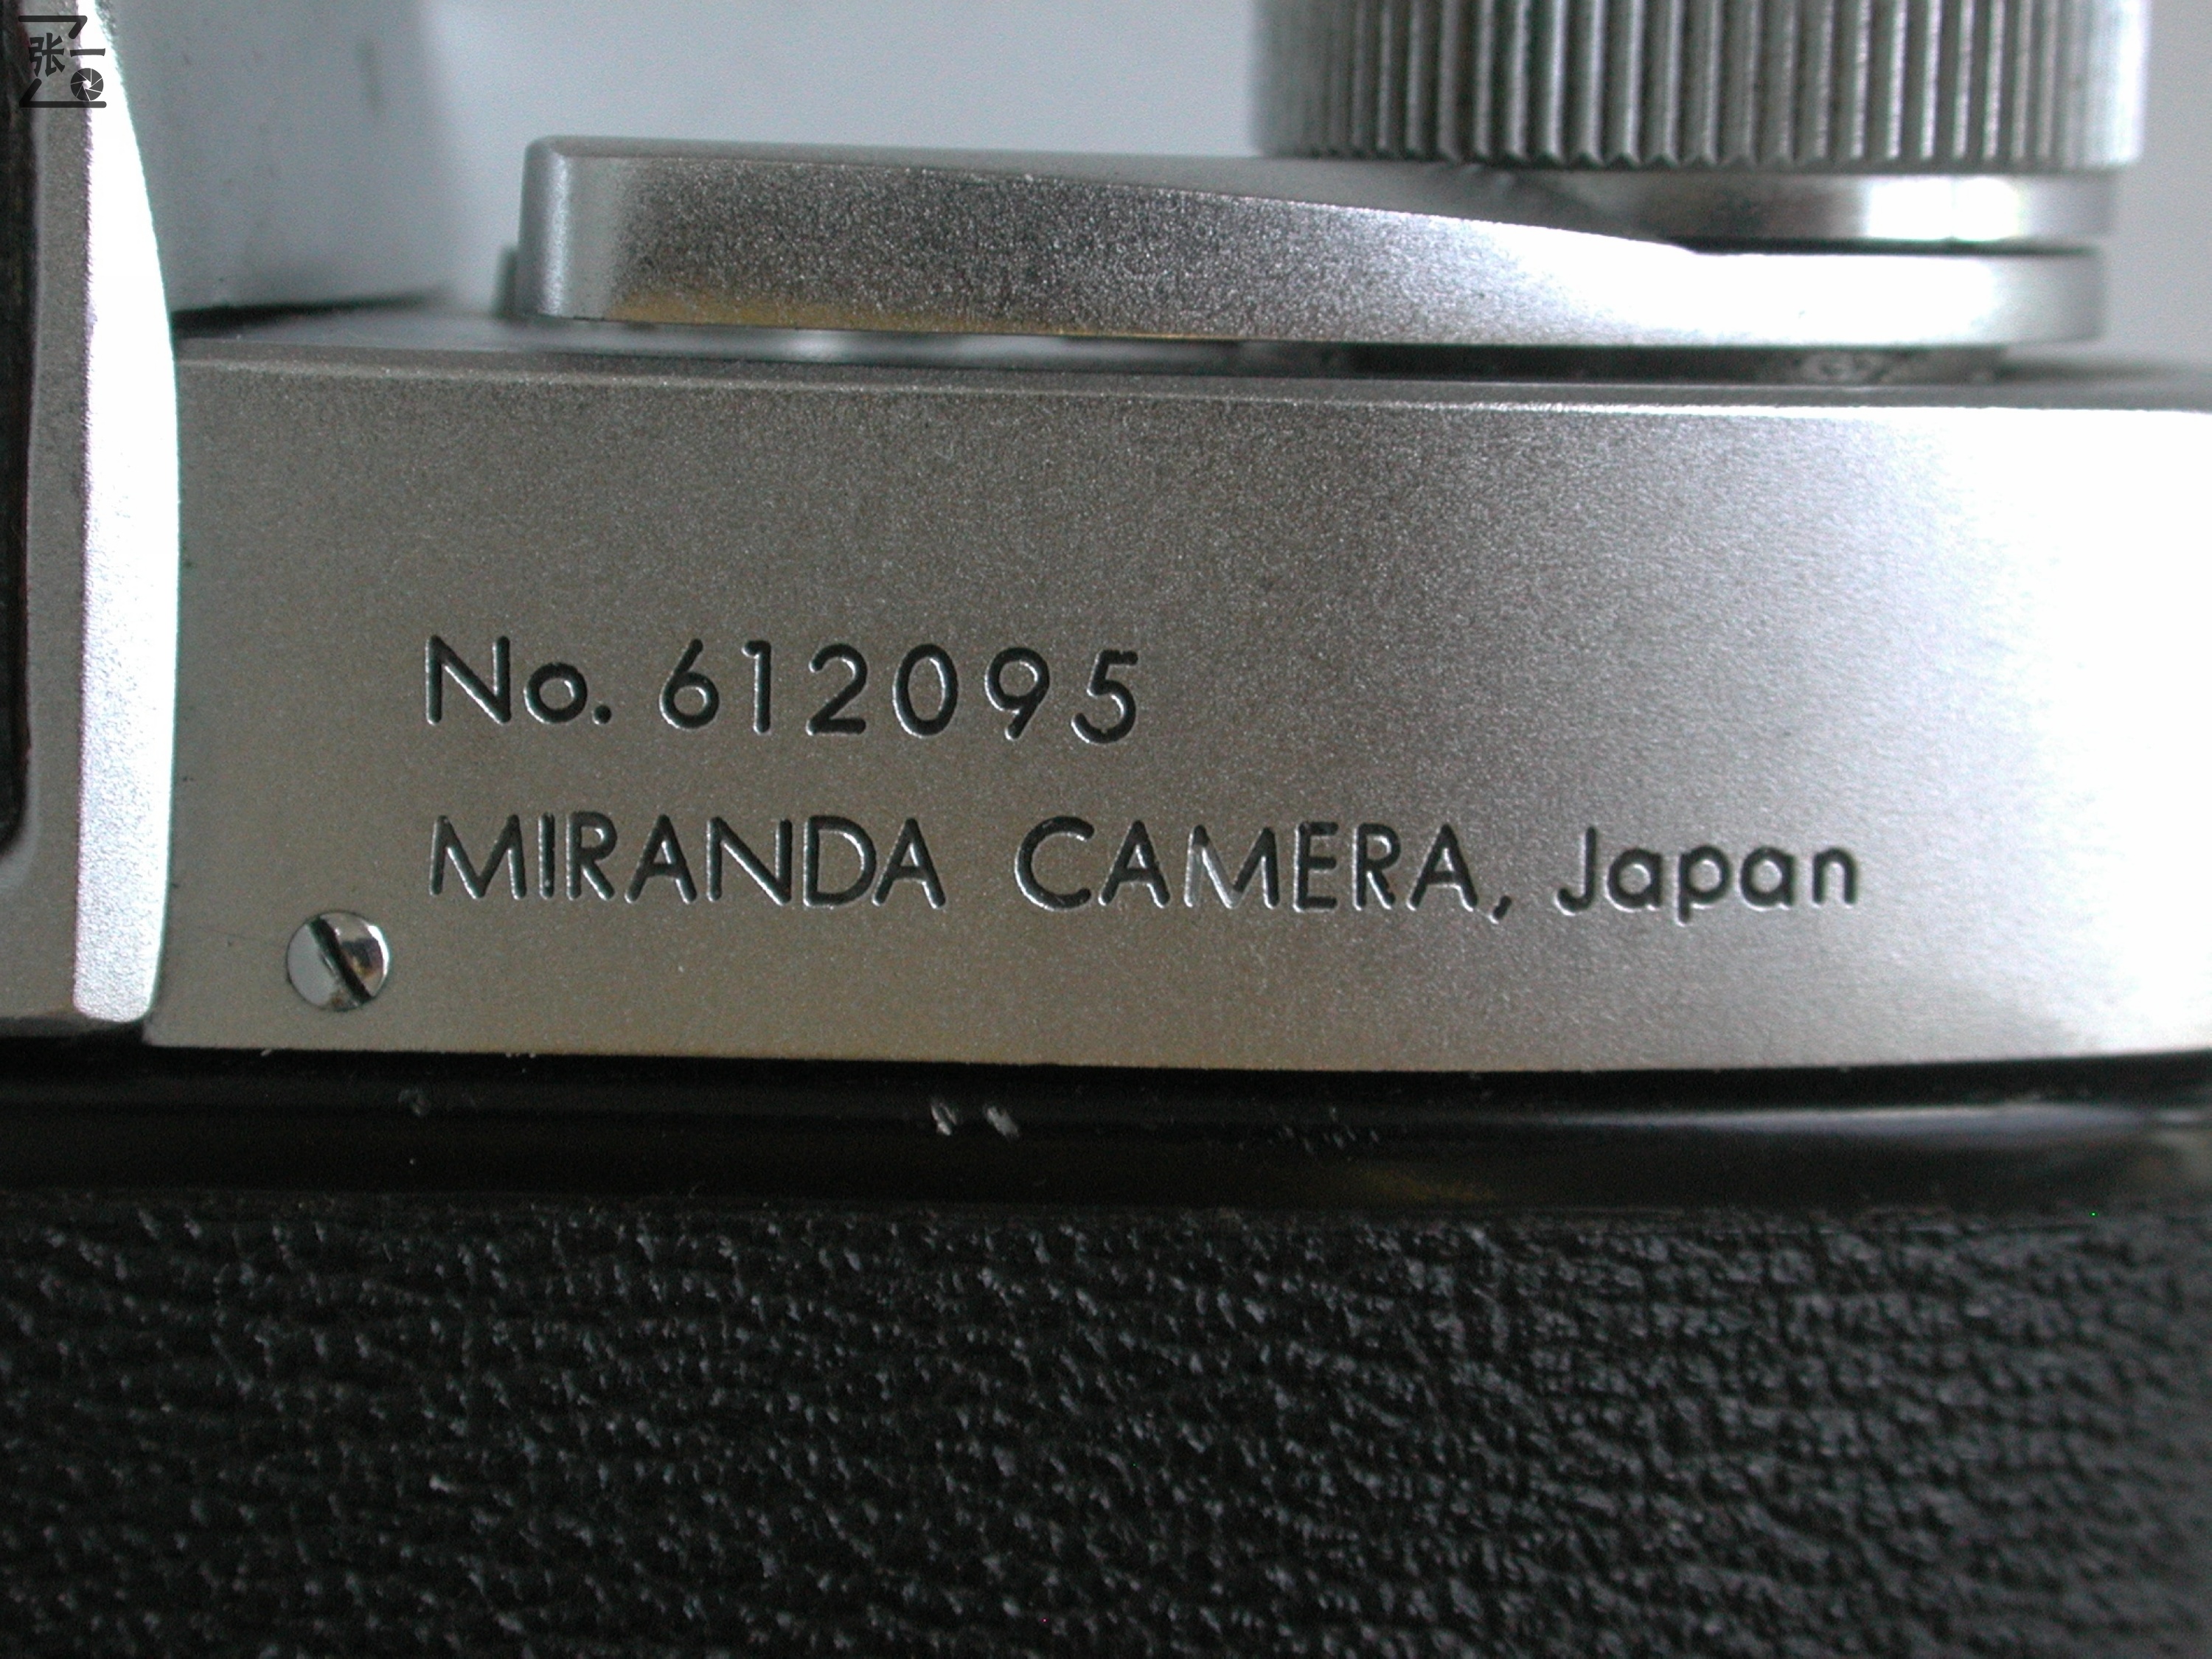 张一
No. 612095
MIRANDA CAMERA, Japan